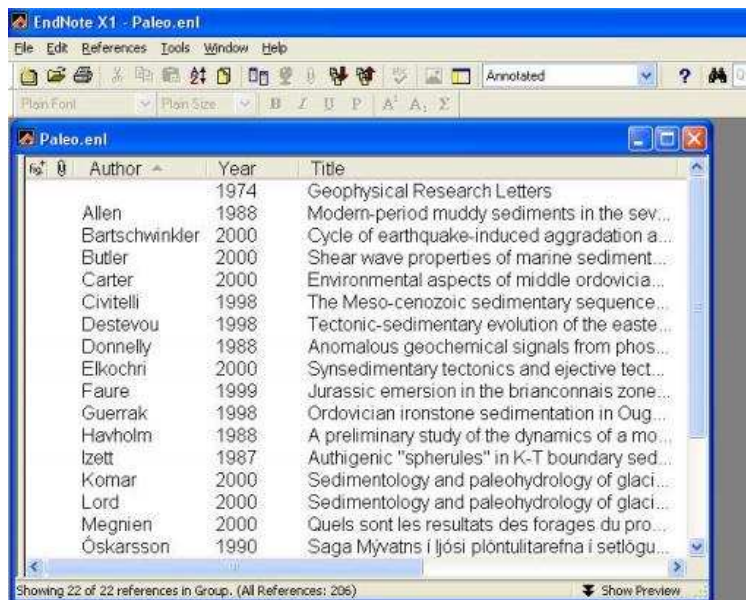 EndNote X1 - Paleo.enl
File Edit References Tools Window Help
Annotated
Plain Font Plain Size B I U P A¹ A₁ Σ
Paleo.enl
Author Year Title
1974 Geophysical Research Letters
Allen 1988 Modern-period muddy sediments in the sev...
Bartschwinkler 2000 Cycle of earthquake-induced aggradation a...
Butler 2000 Shear wave properties of marine sediment...
Carter 2000 Environmental aspects of middle ordovicia...
Civitelli 1998 The Meso-cenozoic sedimentary sequence...
Destevou 1998 Tectonic-sedimentary evolution of the easte...
Donnelly 1988 Anomalous geochemical signals from phos...
Elkochri 2000 Synsedimentary tectonics and ejective tect...
Faure 1999 Jurassic emersion in the brianconnais zone...
Guerrak 1998 Ordovician ironstone sedimentation in Oug...
Havholm 1988 A preliminary study of the dynamics of a mo...
Izett 1987 Authigenic "spherules" in K-T boundary sed...
Komar 2000 Sedimentology and paleohydrology of glaci...
Lord 2000 Sedimentology and paleohydrology of glaci...
Megnien 2000 Quels sont les resultats des forages du pro...
Óskarsson 1990 Saga Mývatns í ljósi plöntulitarefna í setlögu...
Showing 22 of 22 references in Group. (All References: 206) Show Preview